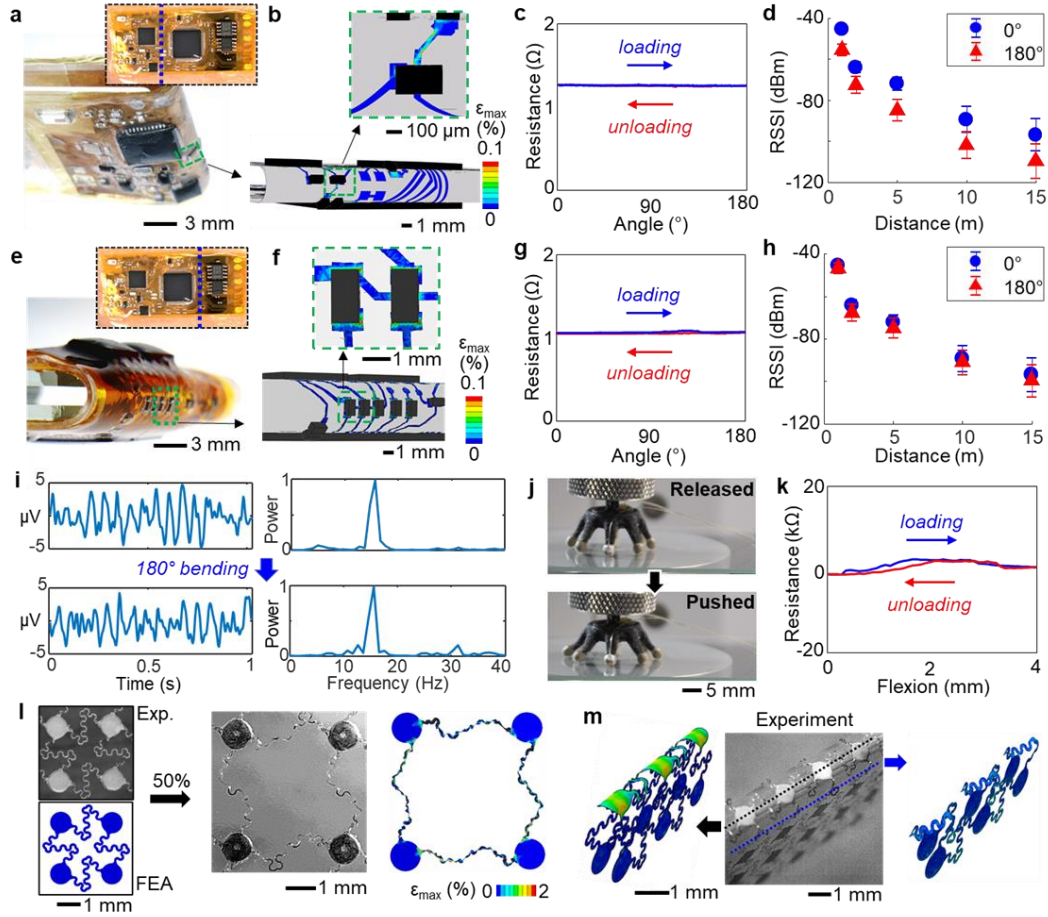 a
3 mm
b
100 µm
εmax
(%)
0.1
0
1 mm
c
Resistance (Ω)
2
1
0
loading
unloading
0
90
180
Angle (°)
d
RSSI (dBm)
-40
-80
-120
0°
180°
0
5
10
15
Distance (m)
e
3 mm
f
1 mm
εmax
(%)
0.1
0
1 mm
g
Resistance (Ω)
2
1
0
loading
unloading
0
90
180
Angle (°)
h
RSSI (dBm)
-40
-80
-120
0°
180°
0
5
10
15
Distance (m)
i
5
µV
-5
Power
1
0
180° bending
5
µV
-5
0
0.5
1
Time (s)
Power
1
0
0
10
20
30
40
Frequency (Hz)
j
Released
Pushed
5 mm
k
Resistance (kΩ)
20
0
-20
loading
unloading
0
2
4
Flexion (mm)
l
Exp.
FEA
1 mm
50%
1 mm
εmax (%) 0 2
m
Experiment
1 mm
1 mm